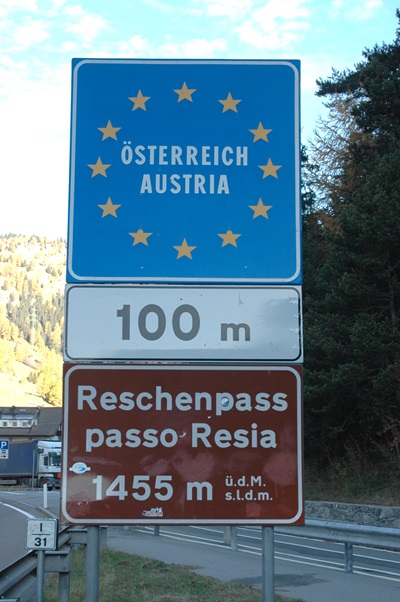 ÖSTERREICH
AUSTRIA
100 m
Reschenpass
passo Resia
1455 m ü.d.M.
s.l.d.m.
P
L
31